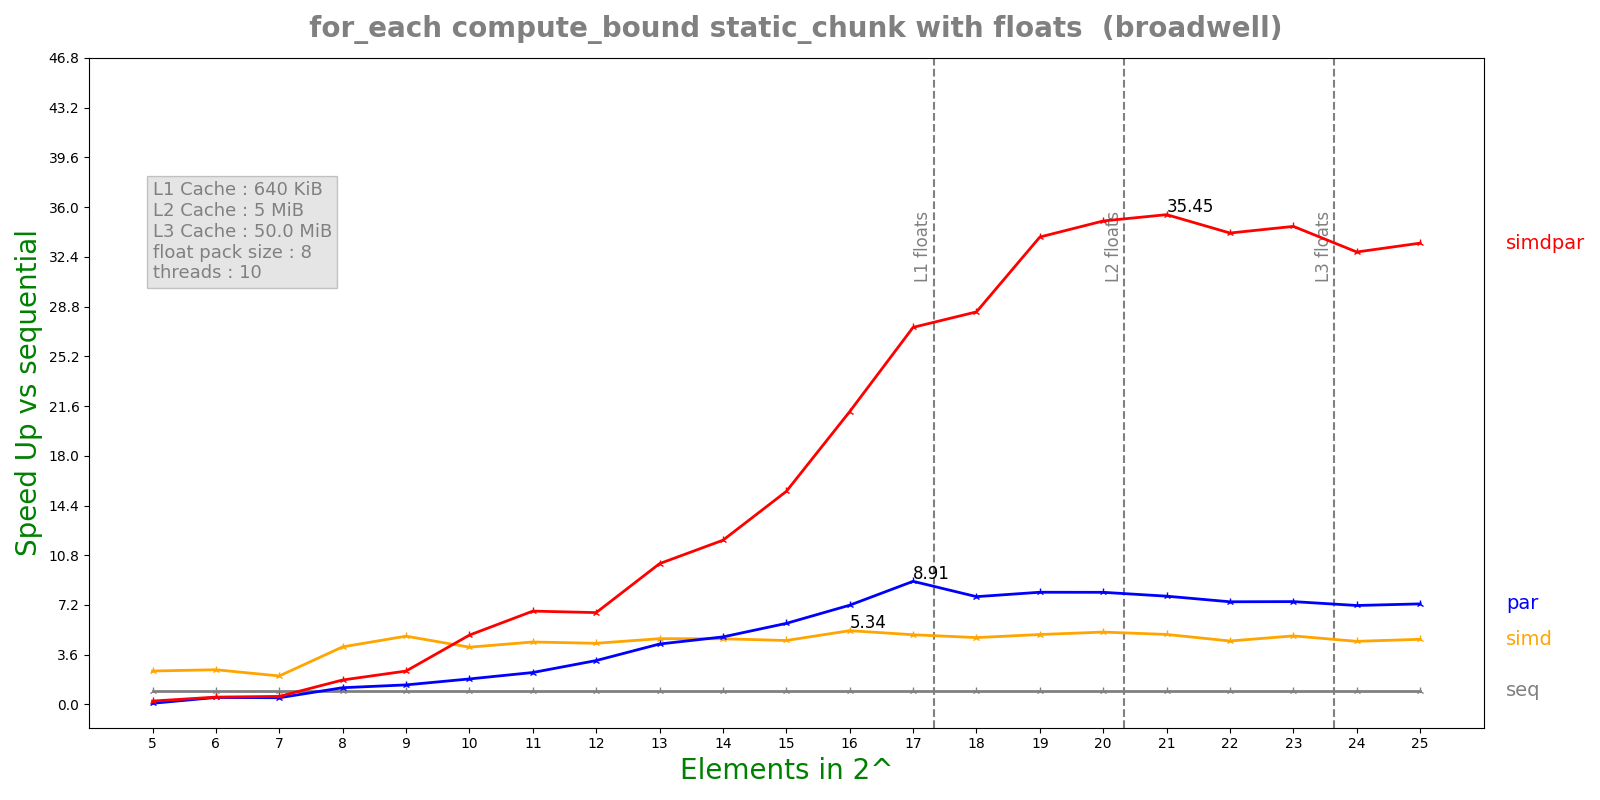 for_each compute_bound static_chunk with floats  (broadwell)
46.8
43.2
39.6
36.0
32.4
28.8
25.2
21.6
18.0
14.4
10.8
7.2
3.6
0.0
Speed Up vs sequential
L1 Cache : 640 KiB
L2 Cache : 5 MiB
L3 Cache : 50.0 MiB
float pack size : 8
threads : 10
L1 floats
L2 floats
L3 floats
35.45
8.91
5.34
simdpar
par
simd
seq
5 6 7 8 9 10 11 12 13 14 15 16 17 18 19 20 21 22 23 24 25
Elements in 2^